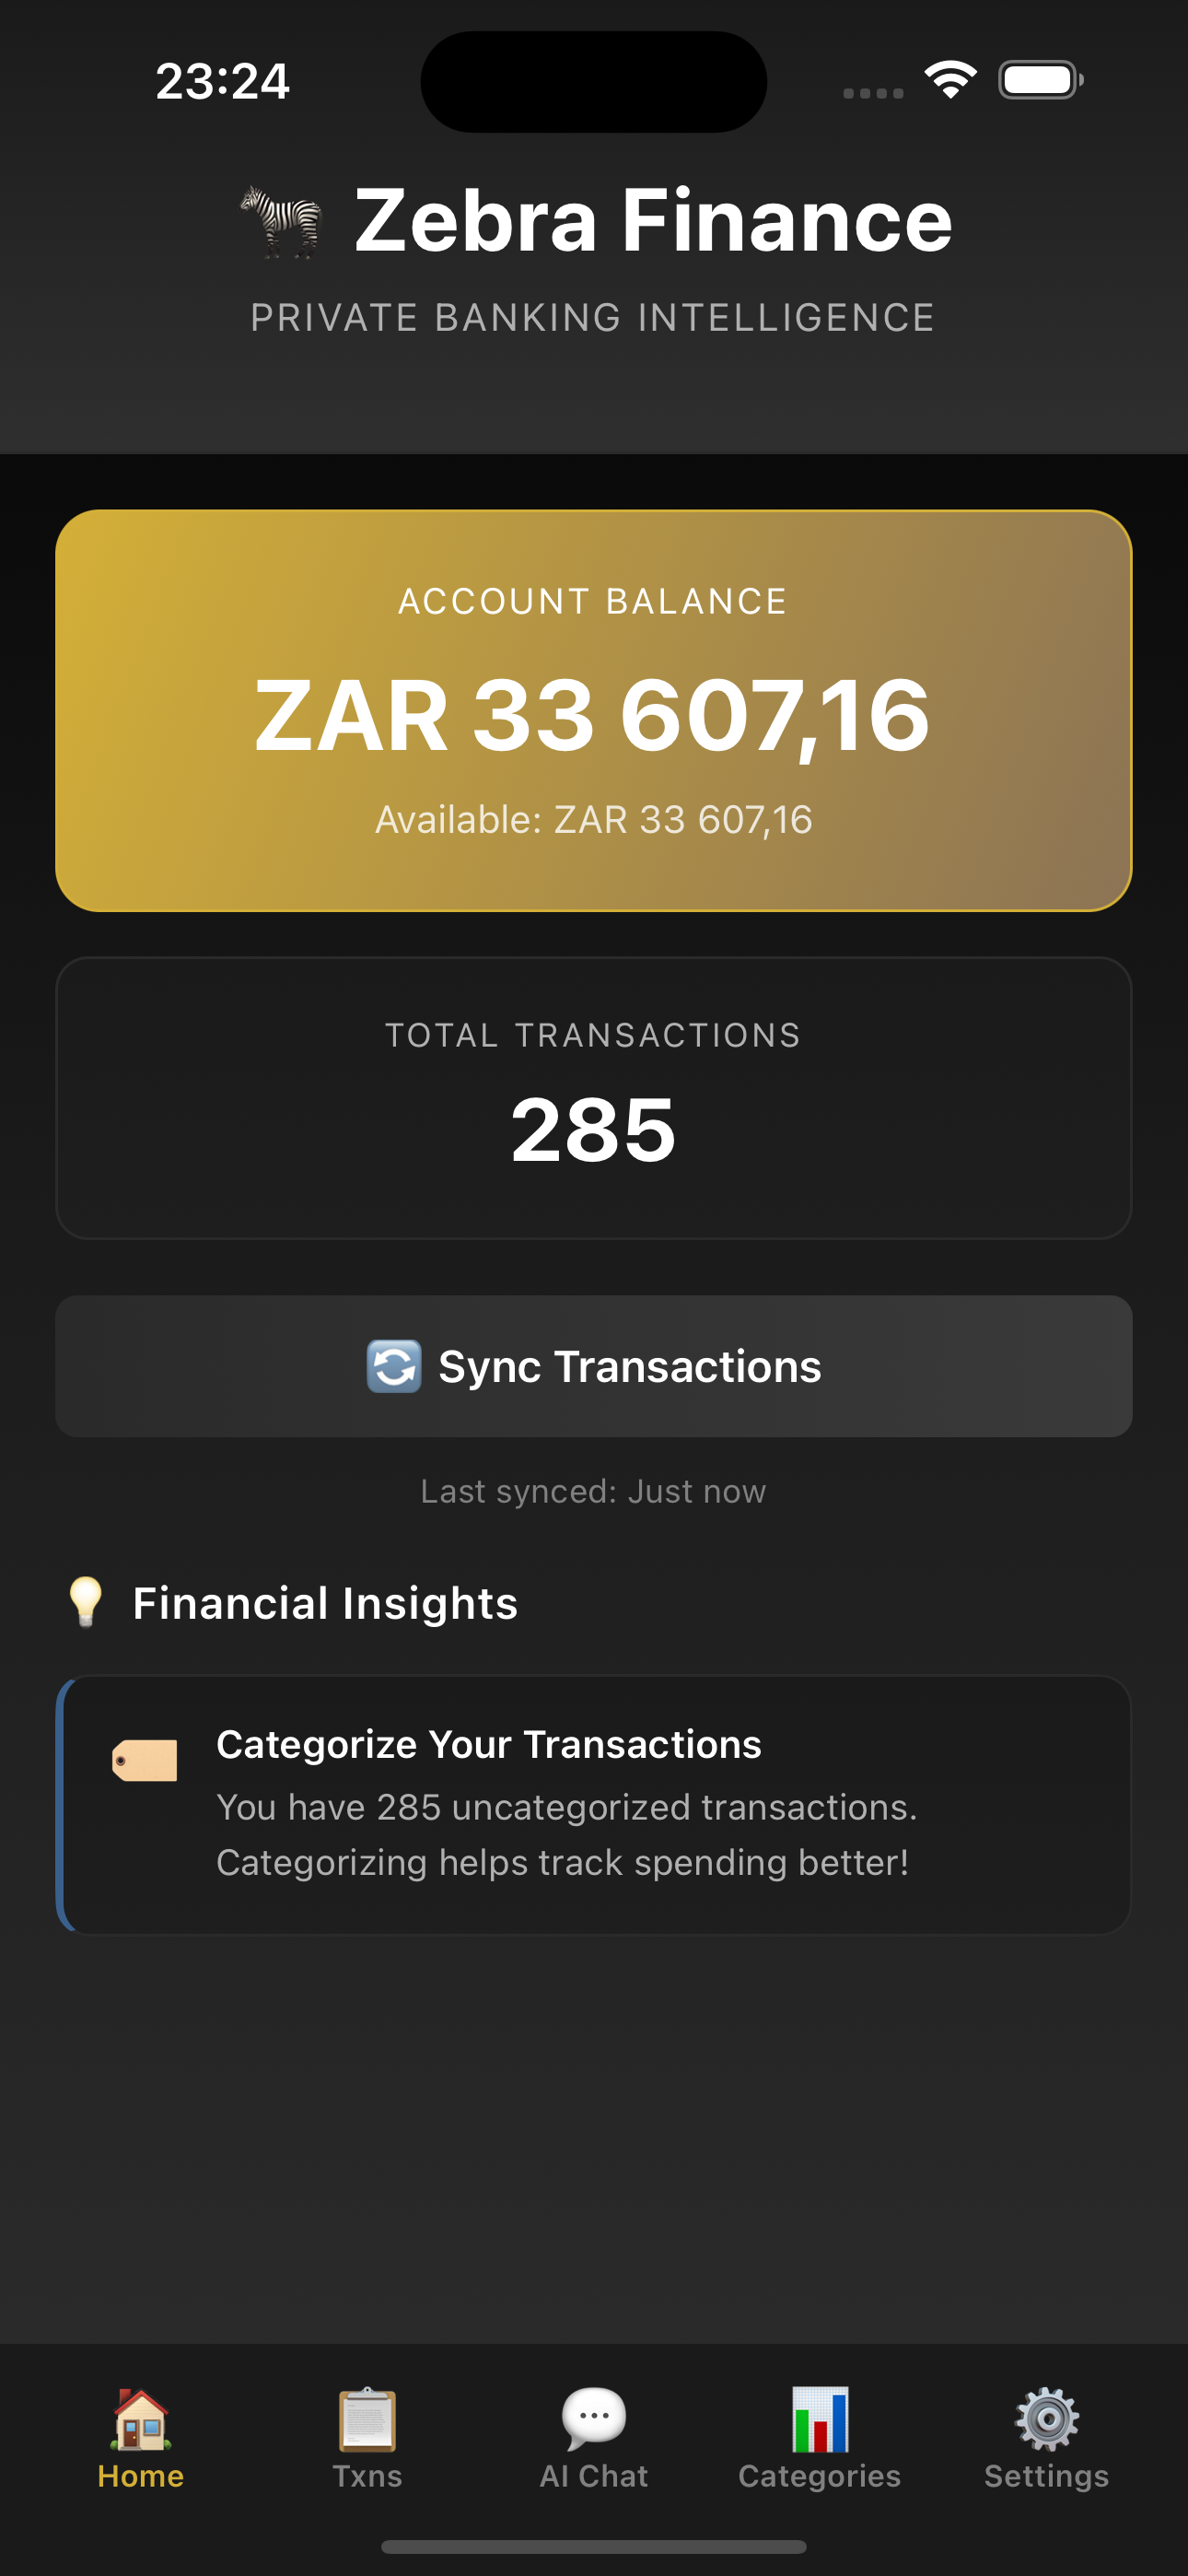 23:24
Zebra Finance
PRIVATE BANKING INTELLIGENCE
ACCOUNT BALANCE
ZAR 33 607,16
Available: ZAR 33 607,16
TOTAL TRANSACTIONS
285
Sync Transactions
Last synced: Just now
Financial Insights
Categorize Your Transactions
You have 285 uncategorized transactions.
Categorizing helps track spending better!
Home
Txns
AI Chat
Categories
Settings